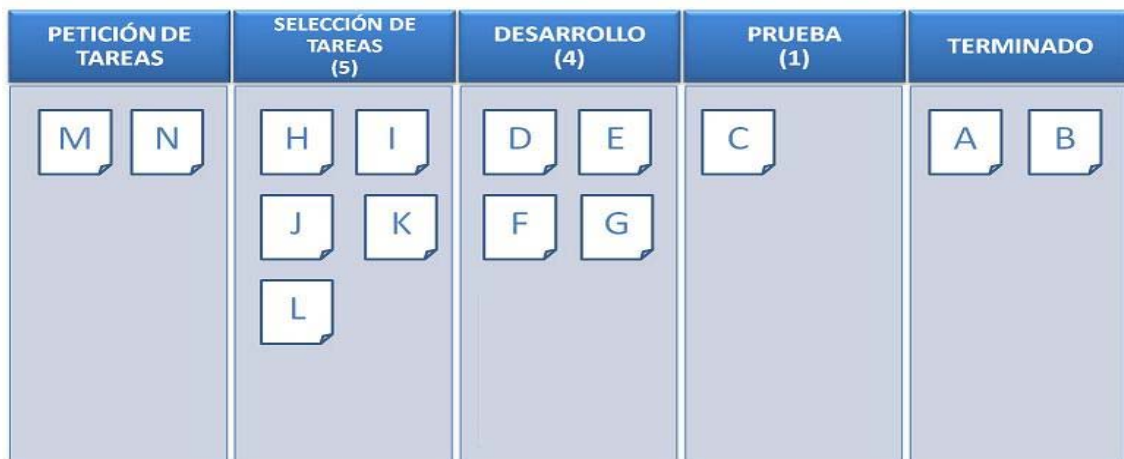 PETICIÓN DE
TAREAS
SELECCIÓN DE
TAREAS
(5)
DESARROLLO
(4)
PRUEBA
(1)
TERMINADO
M N
H I
J K
L
D E
F G
C
A B